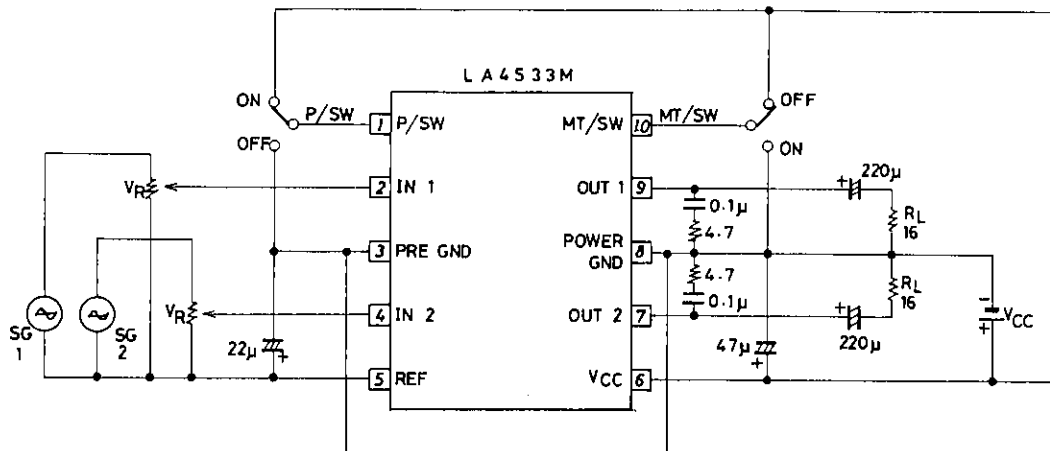 LA4533M
ON
P/SW
OFF
1
P/SW
MT/SW
10
MT/SW
OFF
ON
VR
2
IN 1
OUT 1
9
+
220μ
0.1μ
4.7
RL
16
3
PRE GND
POWER
GND
8
4.7
0.1μ
RL
16
-
+
VCC
SG
1
SG
2
VR
4
IN 2
OUT 2
7
+
220μ
22μ
+
47μ
+
5
REF
VCC
6